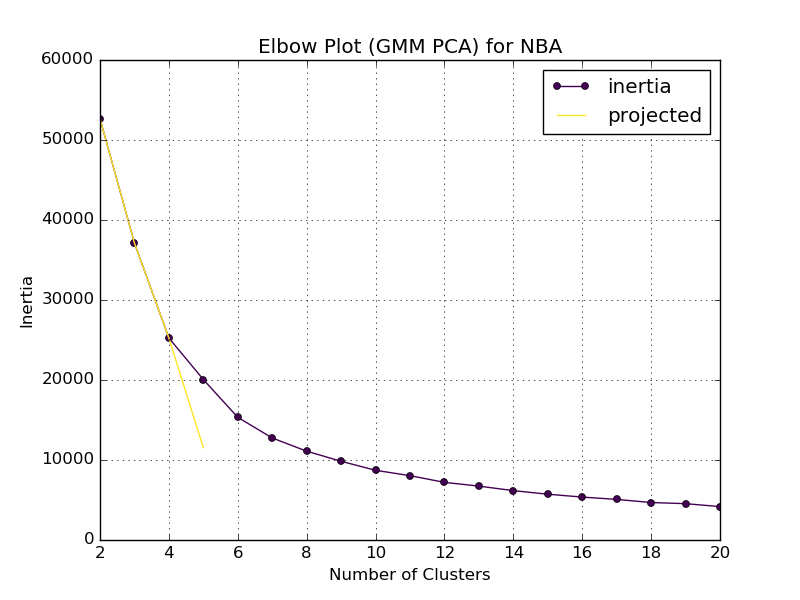 Elbow Plot (GMM PCA) for NBA
60000
50000
40000
30000
20000
10000
0
Inertia
inertia
projected
2 4 6 8 10 12 14 16 18 20
Number of Clusters